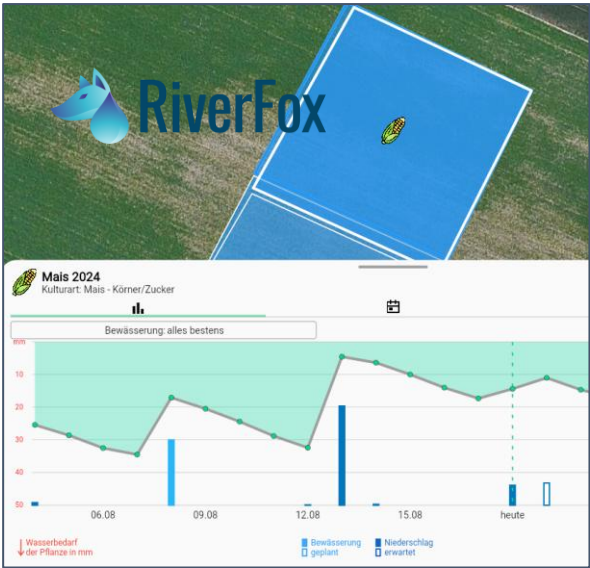 RiverFox
Mais 2024
Kulturart: Mais - Körner/Zucker
Bewässerung: alles bestens
mm
10
20
30
40
50
06.08
09.08
12.08
15.08
heute
Wasserbedarf
der Pflanze in mm
Bewässerung
geplant
Niederschlag
erwartet